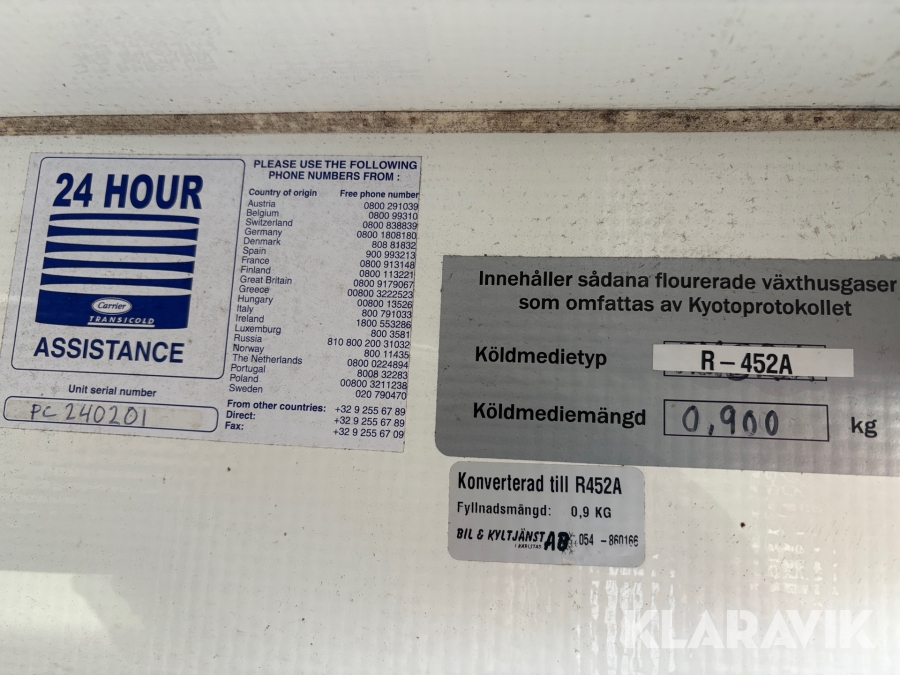 24 HOUR
Carrier
TRANSICOLD
ASSISTANCE
Unit serial number
PC240201
PLEASE USE THE FOLLOWING
PHONE NUMBERS FROM :
Country of origin Free phone number
Austria 0800 291039
Belgium 0800 99310
Switzerland 0800 838839
Germany 0800 1808180
Denmark 808 81832
Spain 900 993213
France 0800 913148
Finland 0800 113221
Great Britain 0800 9179067
Greece 00800 3222523
Hungary 00800 13526
Italy 800 791033
Ireland 1800 553286
Luxemburg 800 3581
Russia 810 800 200 31032
Norway 800 11435
The Netherlands 0800 0224894
Portugal 8008 32283
Poland 00800 3211238
Sweden 020 790470
From other countries: +32 9 255 67 89
Direct: +32 9 255 67 89
Fax: +32 9 255 67 09
Innehåller sådana flourerade växthusgaser
som omfattas av Kyotoprotokollet
Köldmedietyp R-452A
Köldmediemängd 0,900 kg
Konverterad till R452A
Fyllnadsmängd: 0,9 KG
BIL & KYLTJÄNST AB 054-860166
I KARLSTAD
KLARAVIK